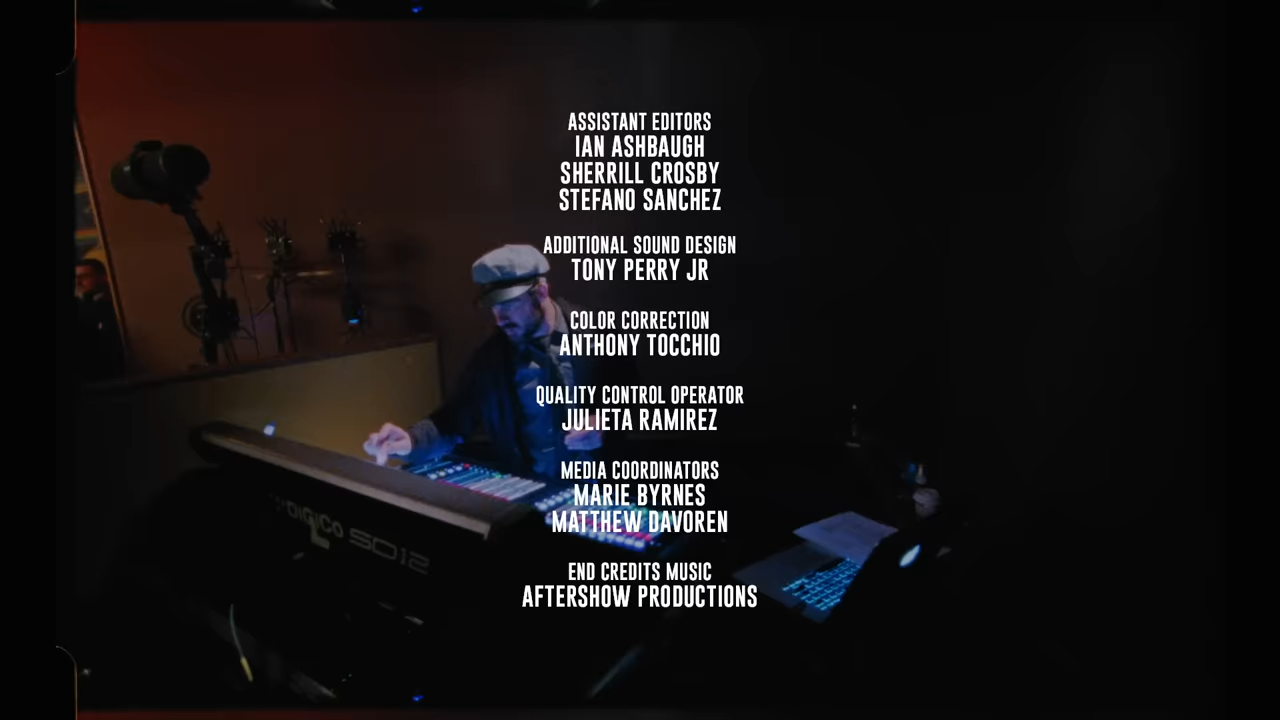 ASSISTANT EDITORS
IAN ASHBAUGH
SHERRILL CROSBY
STEFANO SANCHEZ
ADDITIONAL SOUND DESIGN
TONY PERRY JR
COLOR CORRECTION
ANTHONY TOCCHIO
QUALITY CONTROL OPERATOR
JULIETA RAMIREZ
MEDIA COORDINATORS
MARIE BYRNES
MATTHEW DAVOREN
DIGICO SD12
END CREDITS MUSIC
AFTERSHOW PRODUCTIONS